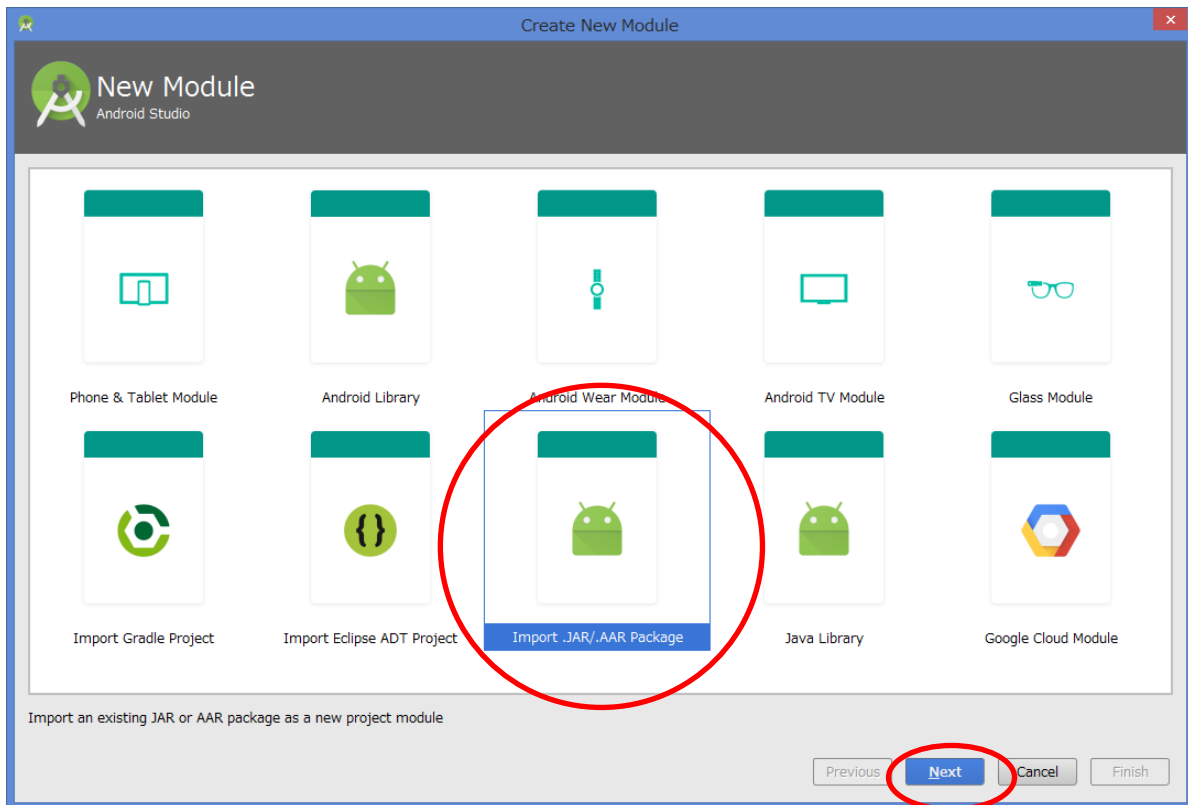 Create New Module
New Module
Android Studio
Phone & Tablet Module
Android Library
Android Wear Module
Android TV Module
Glass Module
Import Gradle Project
Import Eclipse ADT Project
Import .JAR/.AAR Package
Java Library
Google Cloud Module
Import an existing JAR or AAR package as a new project module
Previous
Next
Cancel
Finish